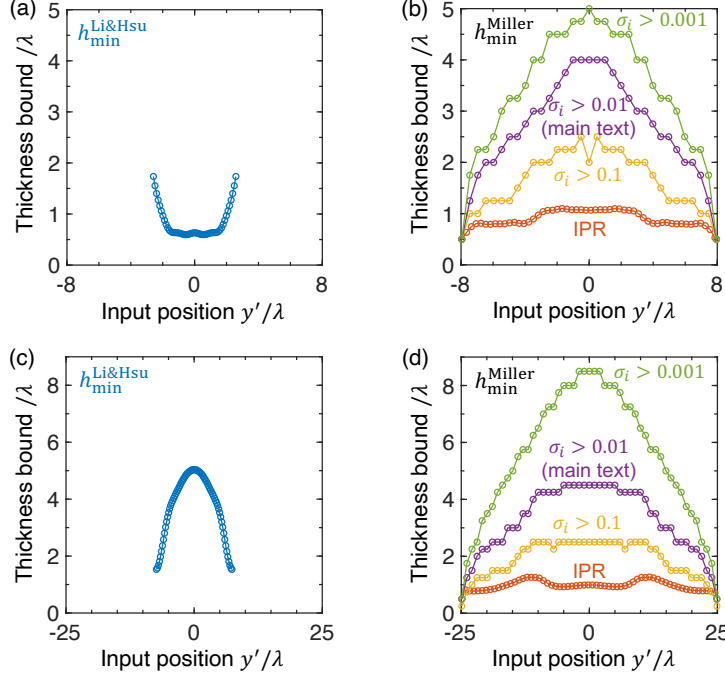 (a)
h_min^Li&Hsu
Thickness bound /λ
5
4
3
2
1
0
-8
0
8
Input position y′/λ
(b)
h_min^Miller
σ_i > 0.001
σ_i > 0.01
(main text)
σ_i > 0.1
IPR
Thickness bound /λ
5
4
3
2
1
0
-8
0
8
Input position y′/λ
(c)
h_min^Li&Hsu
Thickness bound /λ
8
6
4
2
0
-25
0
25
Input position y′/λ
(d)
h_min^Miller
σ_i > 0.001
σ_i > 0.01
(main text)
σ_i > 0.1
IPR
Thickness bound /λ
8
6
4
2
0
-25
0
25
Input position y′/λ